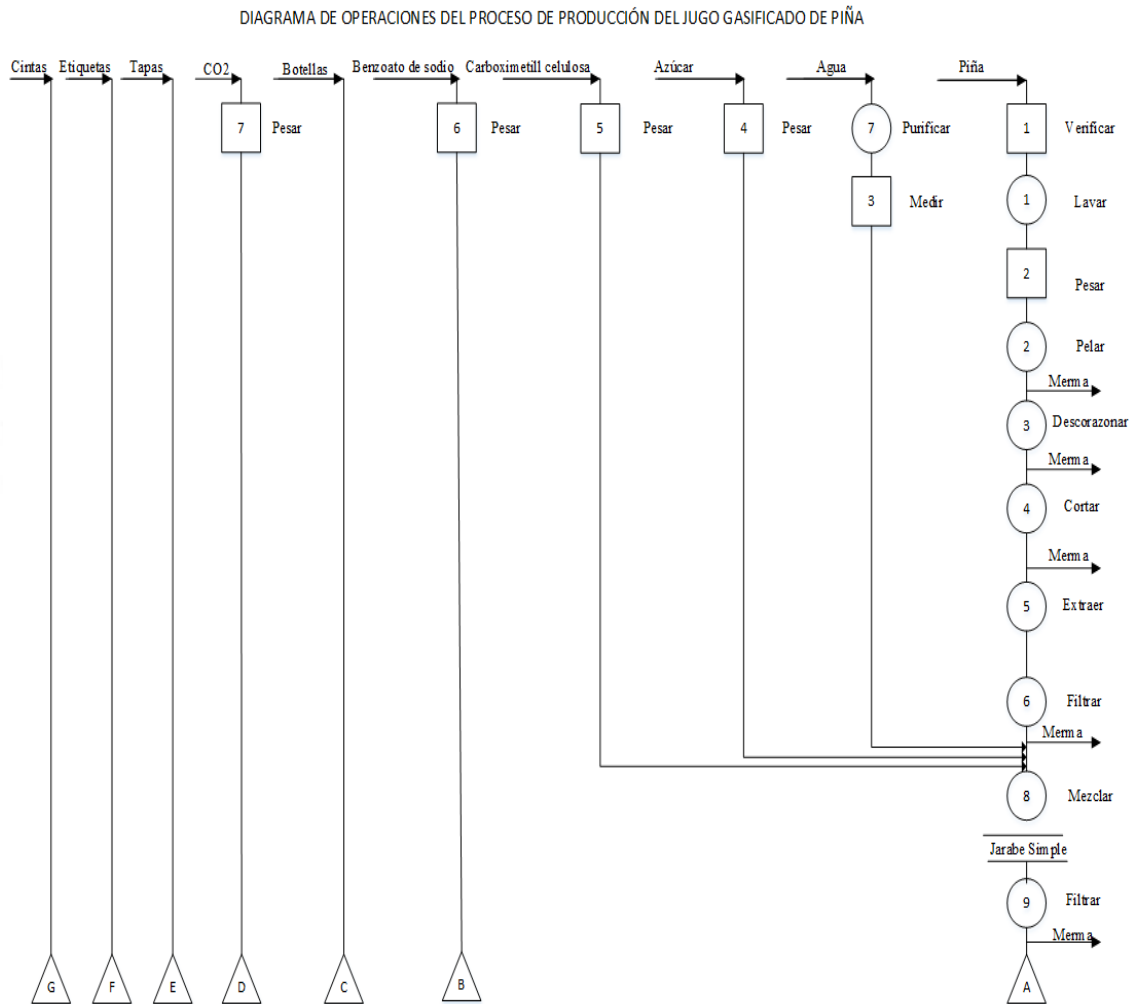 DIAGRAMA DE OPERACIONES DEL PROCESO DE PRODUCCIÓN DEL JUGO GASIFICADO DE PIÑA
Cintas Etiquetas Tapas CO2 Botellas Benzoato de sodio Carboximetill celulosa Azúcar Agua Piña
7 Pesar 6 Pesar 5 Pesar 4 Pesar 7 Purificar 1 Verificar
3 Medir 1 Lavar
2 Pesar
2 Pelar
Merma
3 Descorazonar
Merma
4 Cortar
Merma
5 Extraer
6 Filtrar
Merma
8 Mezclar
Jarabe Simple
9 Filtrar
Merma
G F E D C B A